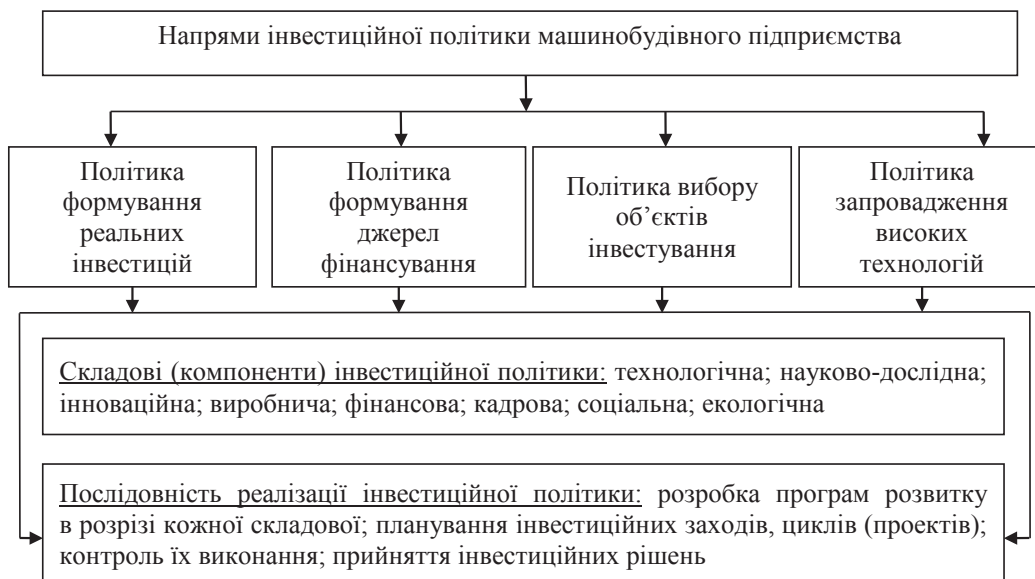 Напрями інвестиційної політики машинобудівного підприємства
Політика
формування
реальних
інвестицій
Політика
формування
джерел
фінансування
Політика вибору
об’єктів
інвестування
Політика
запровадження
високих
технологій
Складові (компоненти) інвестиційної політики: технологічна; науково-дослідна;
інноваційна; виробнича; фінансова; кадрова; соціальна; екологічна
Послідовність реалізації інвестиційної політики: розробка програм розвитку
в розрізі кожної складової; планування інвестиційних заходів, циклів (проектів);
контроль їх виконання; прийняття інвестиційних рішень